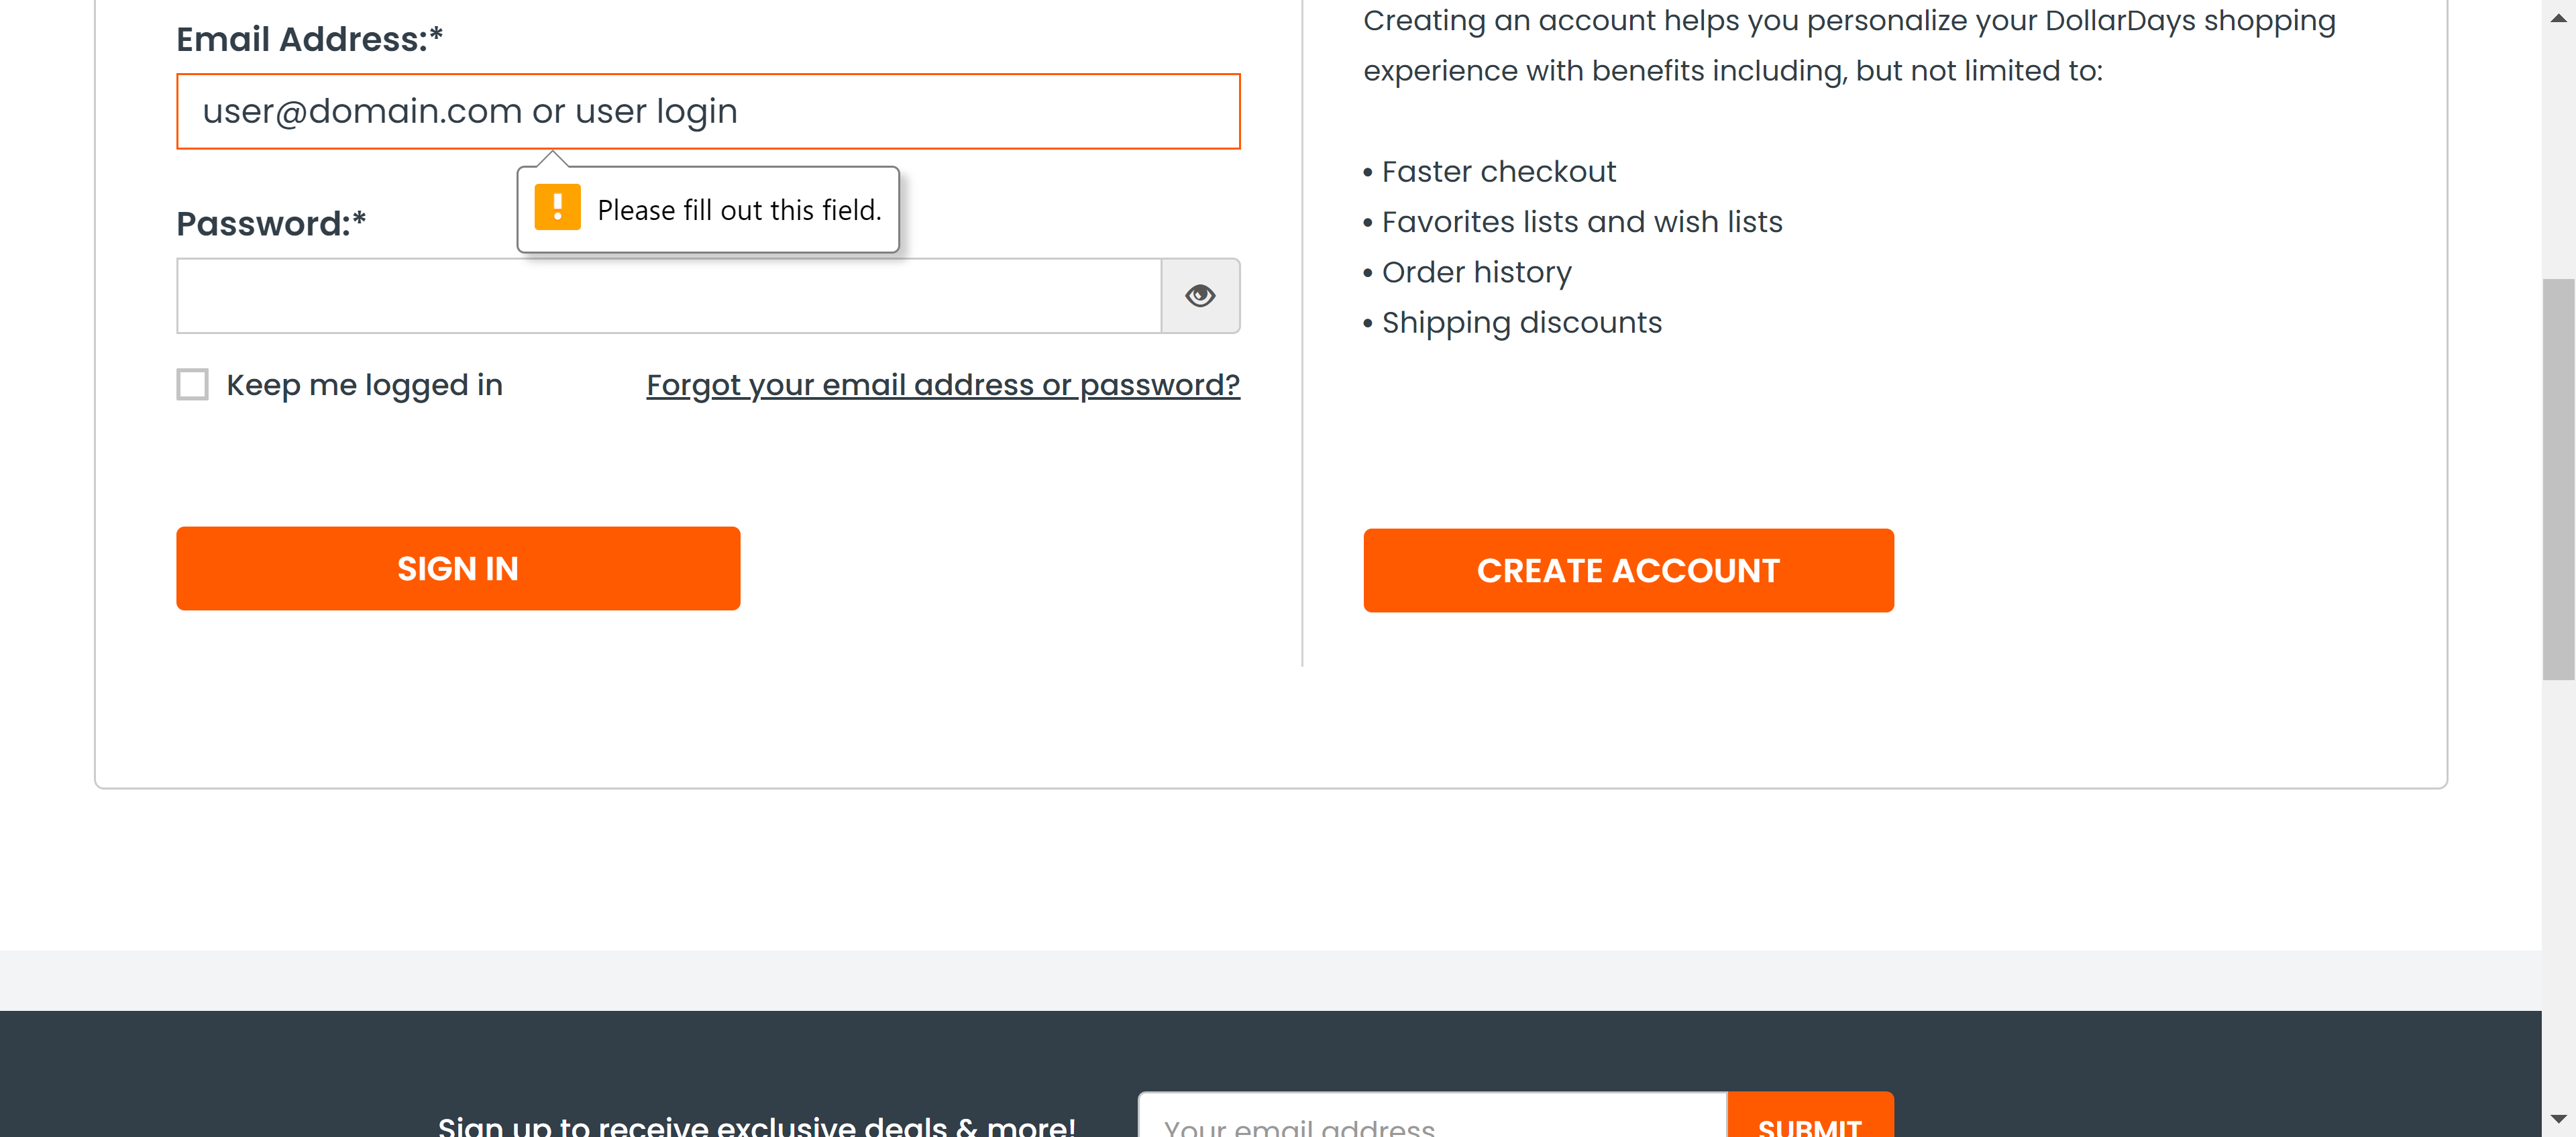 Email Address:*
user@domain.com or user login
Please fill out this field.
Password:*
Keep me logged in
Forgot your email address or password?
SIGN IN
Creating an account helps you personalize your DollarDays shopping
experience with benefits including, but not limited to:
• Faster checkout
• Favorites lists and wish lists
• Order history
• Shipping discounts
CREATE ACCOUNT
Sign up to receive exclusive deals & more!
Your email address
SUBMIT